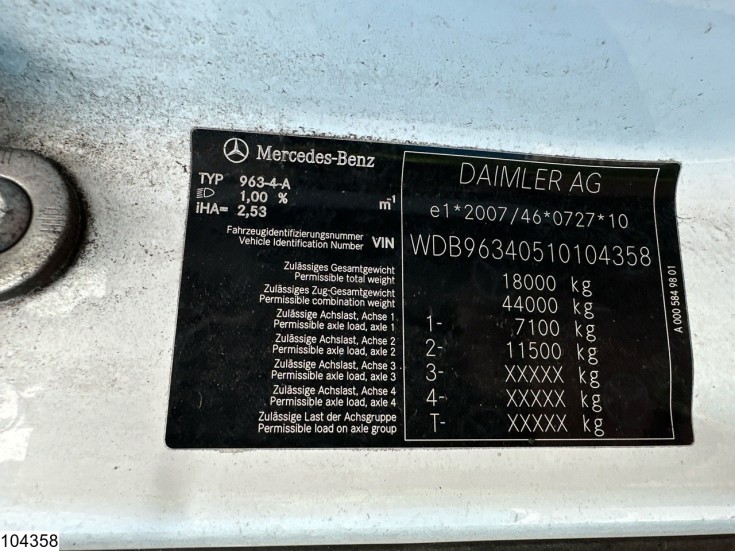 Mercedes-Benz
TYP 963-4-A
1,00 %
iHA= 2,53 m-1
DAIMLER AG
e1*2007/46*0727*10
Fahrzeugidentifizierungsnummer
Vehicle Identification Number VIN
WDB96340510104358
Zulässiges Gesamtgewicht
Permissible total weight
18000 kg
Zulässiges Zug-Gesamtgewicht
Permissible combination weight
44000 kg
Zulässige Achslast, Achse 1
Permissible axle load, axle 1
1- 7100 kg
Zulässige Achslast, Achse 2
Permissible axle load, axle 2
2- 11500 kg
Zulässige Achslast, Achse 3
Permissible axle load, axle 3
3- XXXXX kg
Zulässige Achslast, Achse 4
Permissible axle load, axle 4
4- XXXXX kg
Zulässige Last der Achsgruppe
Permissible load on axle group
T- XXXXX kg
A 000 584 98 01
104358